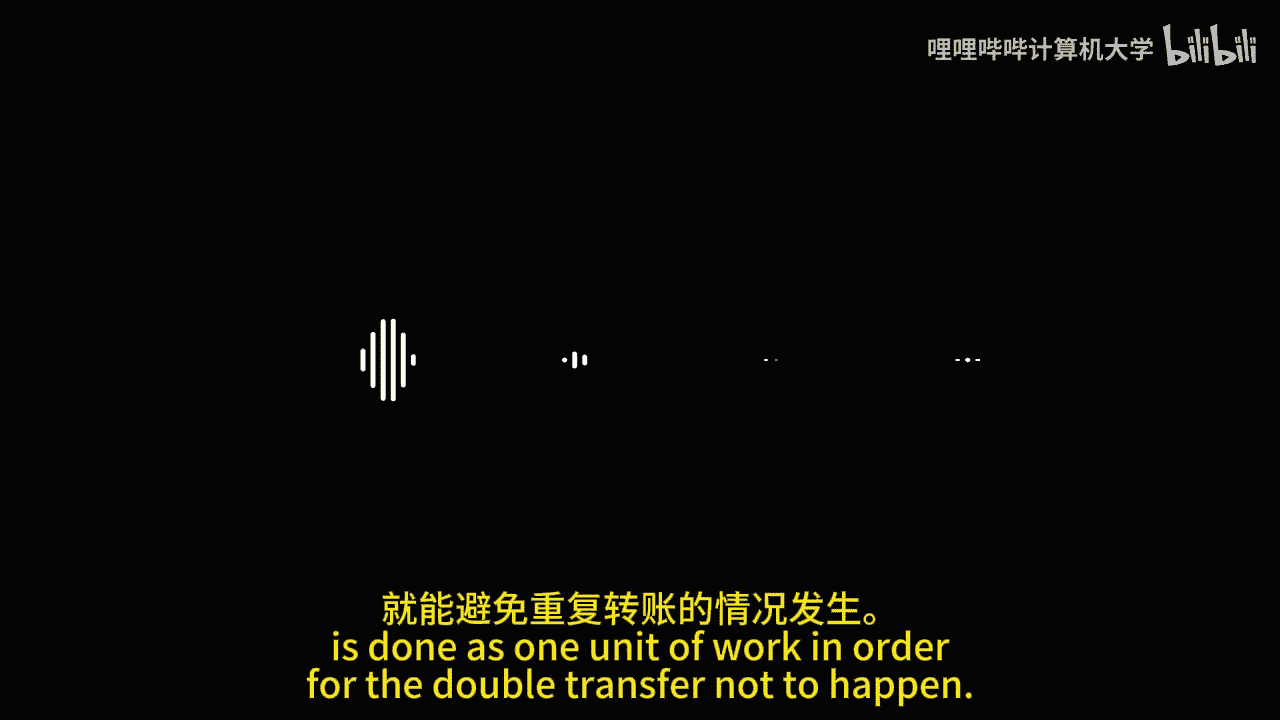 哩哩哔哔计算机大学 bilibili
就能避免重复转账的情况发生。
is done as one unit of work in order
for the double transfer not to happen.